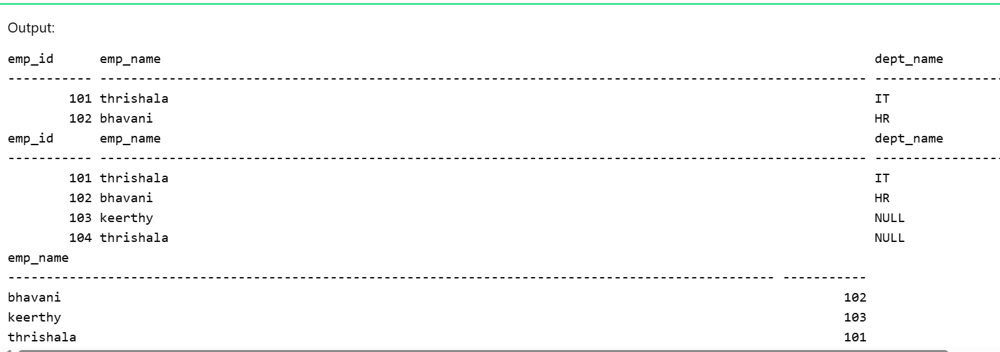 Output:
emp_id      emp_name                                                                                             dept_name
----------- ---------------------------------------------------------------------------------------------------- ----------------
        101 thrishala                                                                                            IT
        102 bhavani                                                                                              HR
emp_id      emp_name                                                                                             dept_name
----------- ---------------------------------------------------------------------------------------------------- ----------------
        101 thrishala                                                                                            IT
        102 bhavani                                                                                              HR
        103 keerthy                                                                                              NULL
        104 thrishala                                                                                            NULL
emp_name
---------------------------------------------------------------------------------------------------- -----------
bhavani                                                                                                      102
keerthy                                                                                                      103
thrishala                                                                                                    101